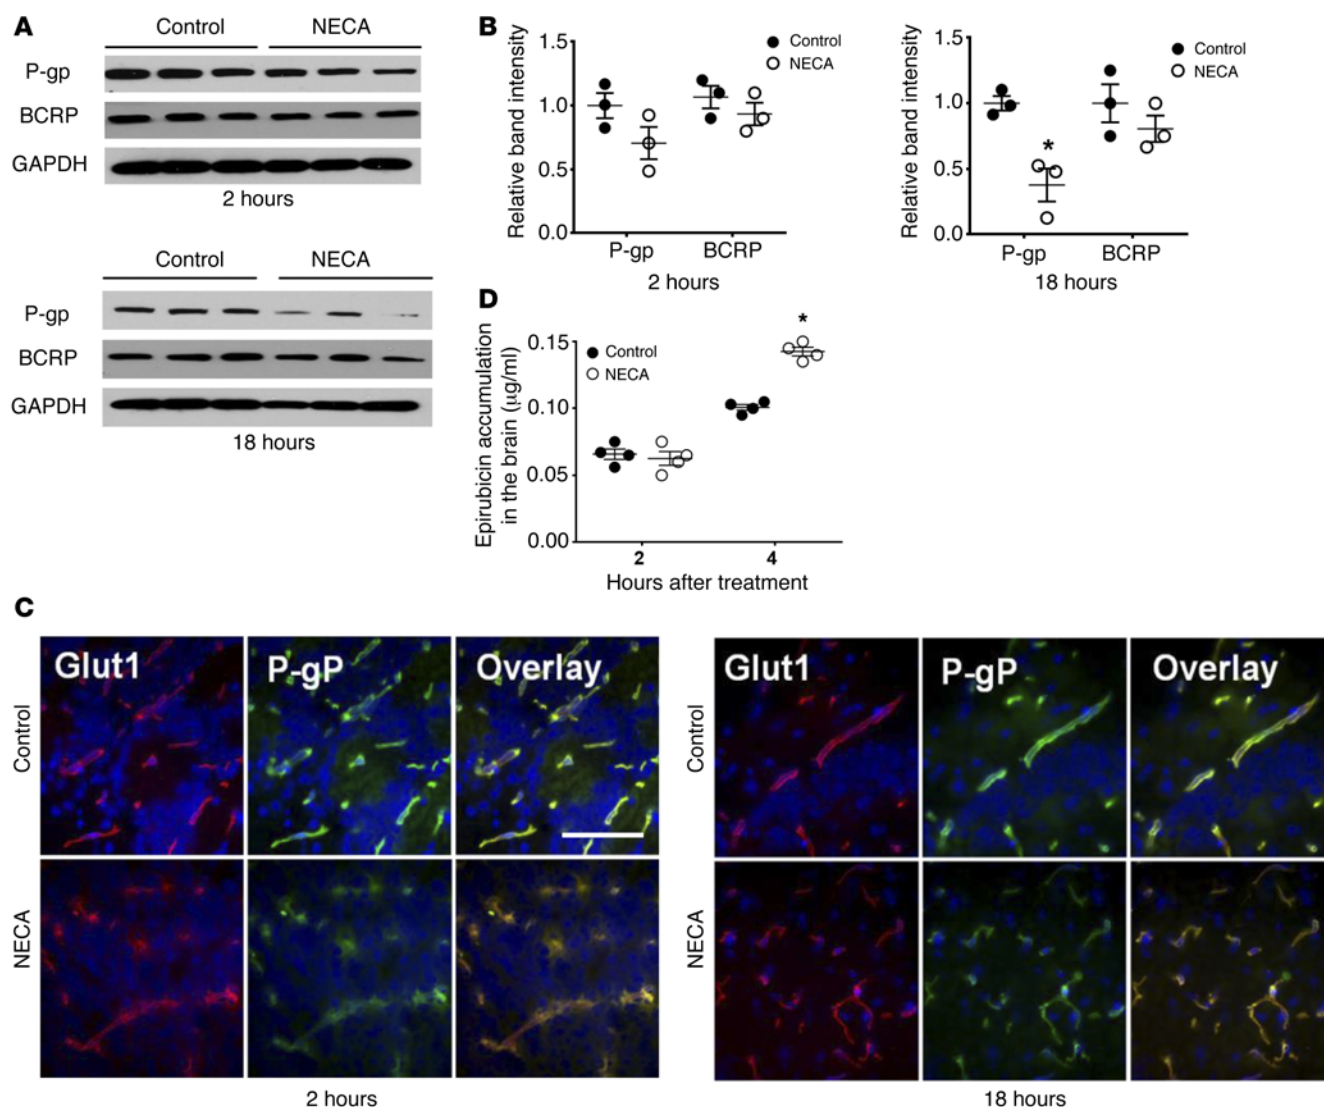 A
Control NECA
P-gp
BCRP
GAPDH
2 hours
Control NECA
P-gp
BCRP
GAPDH
18 hours
B
Relative band intensity
1.5
1.0
0.5
0.0
Control
NECA
P-gp BCRP
2 hours
Relative band intensity
1.5
1.0
0.5
0.0
Control
NECA
*
P-gp BCRP
18 hours
D
Epirubicin accumulation
in the brain (μg/ml)
0.15
0.10
0.05
0.00
Control
NECA
*
2 4
Hours after treatment
C
Control
Glut1 P-gP Overlay
NECA
2 hours
Control
Glut1 P-gP Overlay
NECA
18 hours